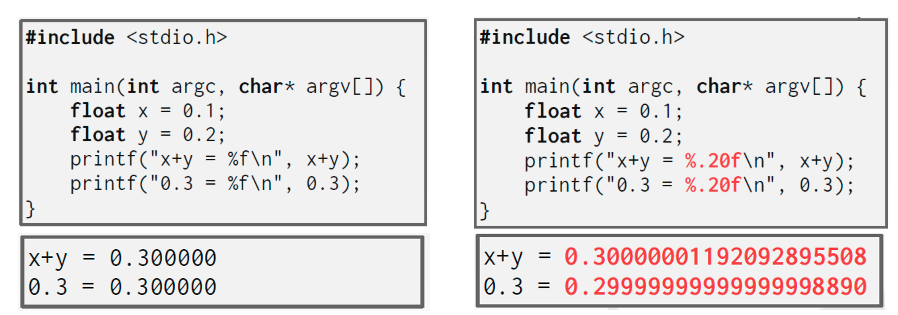 #include <stdio.h>
int main(int argc, char* argv[]) {
    float x = 0.1;
    float y = 0.2;
    printf("x+y = %f\n", x+y);
    printf("0.3 = %f\n", 0.3);
}
x+y = 0.300000
0.3 = 0.300000
#include <stdio.h>
int main(int argc, char* argv[]) {
    float x = 0.1;
    float y = 0.2;
    printf("x+y = %.20f\n", x+y);
    printf("0.3 = %.20f\n", 0.3);
}
x+y = 0.30000001192092895508
0.3 = 0.29999999999999998890